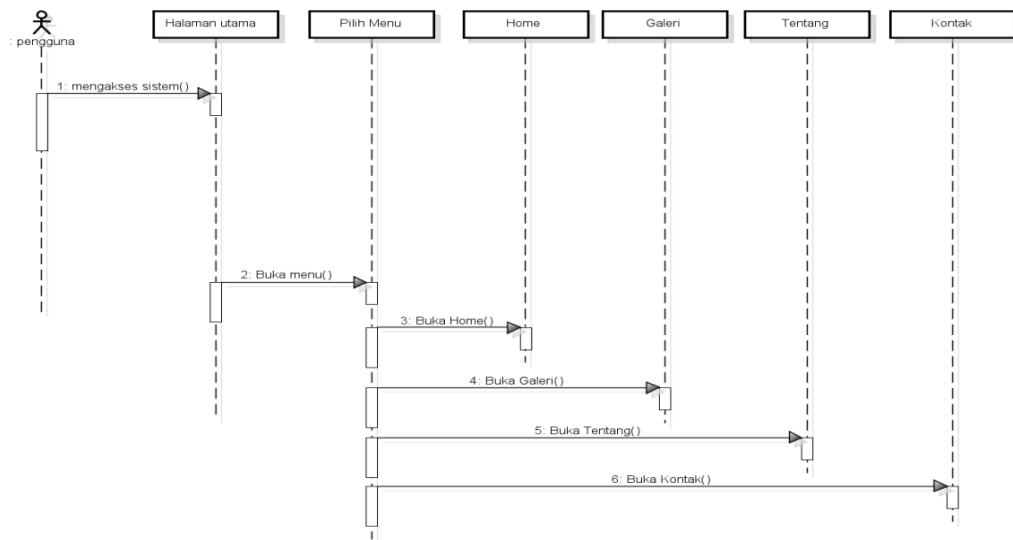 : pengguna
Halaman utama
Pilih Menu
Home
Galeri
Tentang
Kontak
1: mengakses sistem()
2: Buka menu()
3: Buka Home()
4: Buka Galeri()
5: Buka Tentang()
6: Buka Kontak()